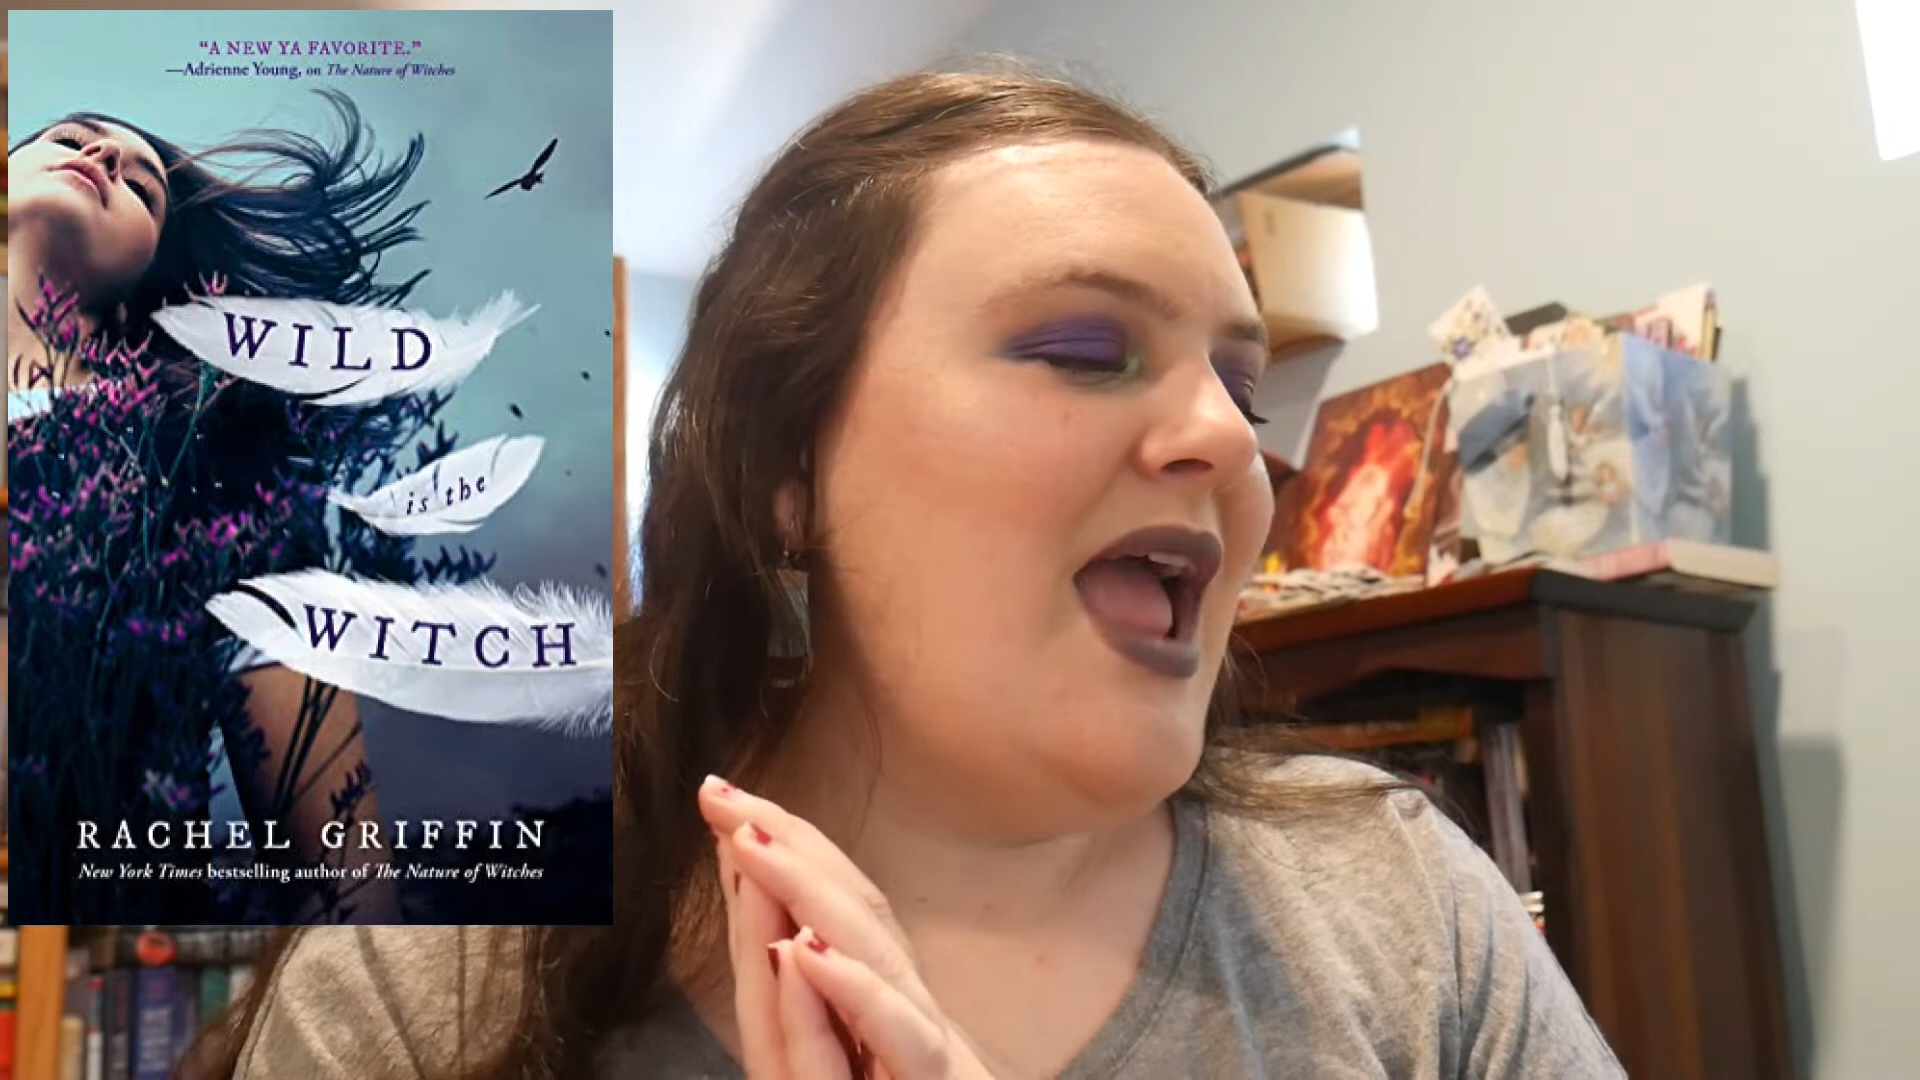 “A NEW YA FAVORITE.”
—Adrienne Young, on The Nature of Witches
WILD
is the
WITCH
RACHEL GRIFFIN
New York Times bestselling author of The Nature of Witches